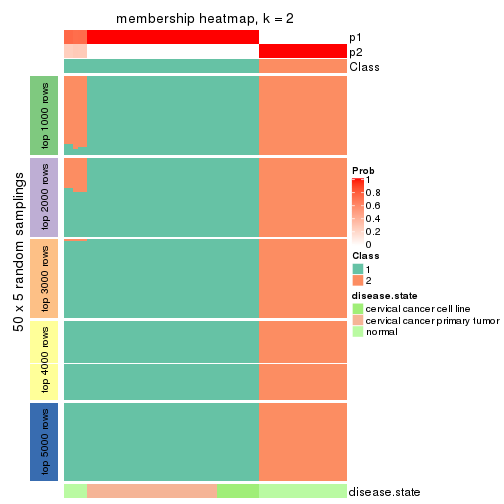 membership heatmap, k = 2
p1
p2
Class
50 x 5 random samplings
top 1000 rows
top 2000 rows
top 3000 rows
top 4000 rows
top 5000 rows
Prob
1
0.8
0.6
0.4
0.2
0
Class
1
2
disease.state
cervical cancer cell line
cervical cancer primary tumor
normal
disease.state